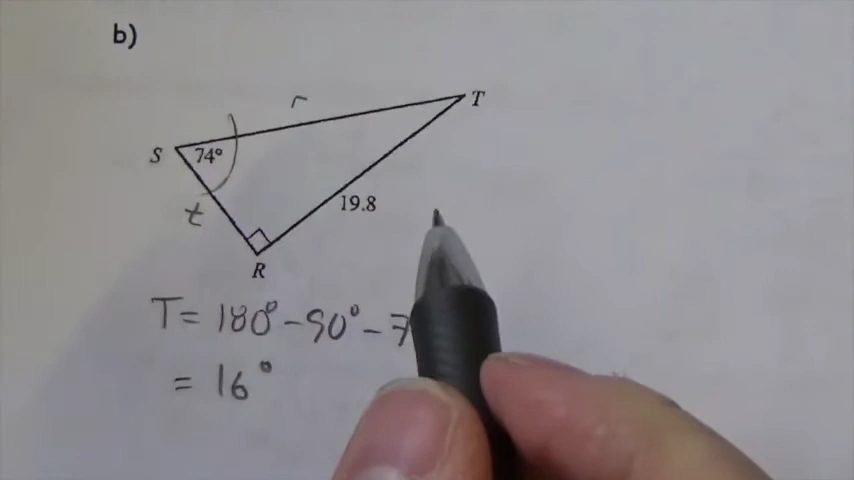 b)
r
T
S
74°
t
19.8
R
T = 180° - 90° - 7
= 16°